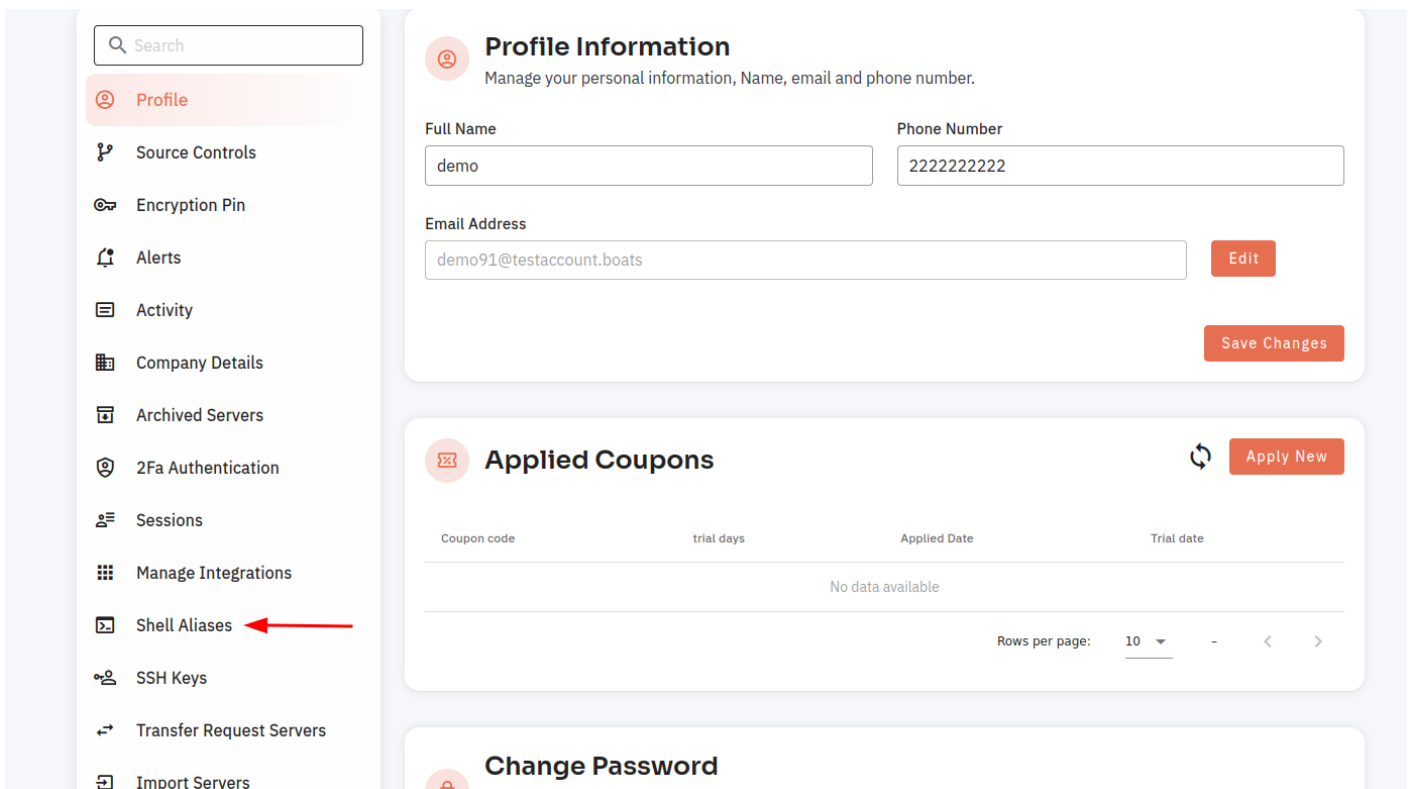 Search
Profile
Source Controls
Encryption Pin
Alerts
Activity
Company Details
Archived Servers
2Fa Authentication
Sessions
Manage Integrations
Shell Aliases
SSH Keys
Transfer Request Servers
Import Servers
Profile Information
Manage your personal information, Name, email and phone number.
Full Name
Phone Number
demo
2222222222
Email Address
demo91@testaccount.boats
Edit
Save Changes
Applied Coupons
Apply New
Coupon code trial days Applied Date Trial date
No data available
Rows per page: 10 -
Change Password